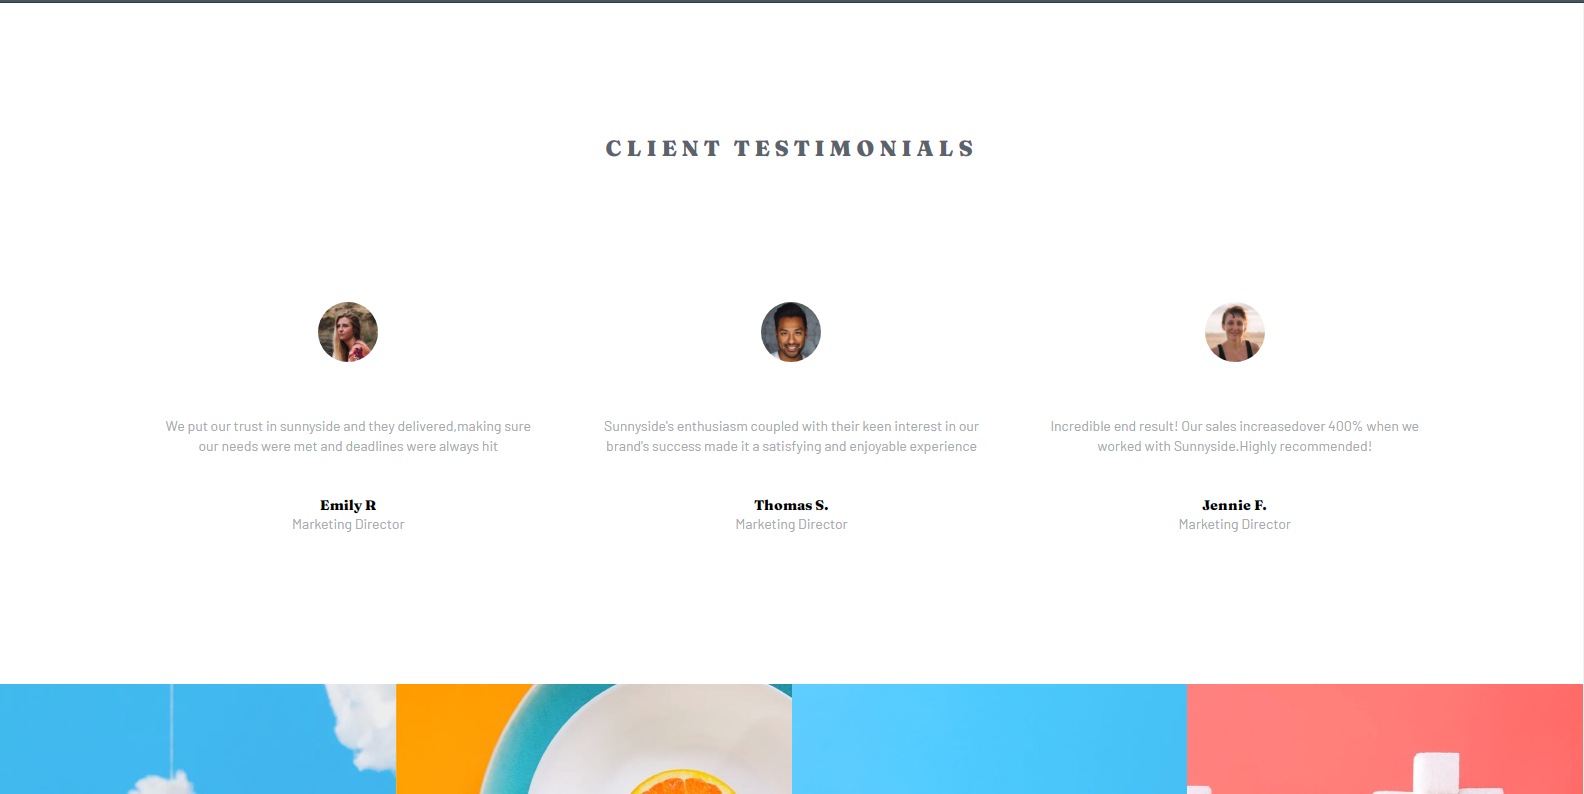 CLIENT TESTIMONIALS
We put our trust in sunnyside and they delivered,making sure
our needs were met and deadlines were always hit
Emily R
Marketing Director
Sunnyside's enthusiasm coupled with their keen interest in our
brand's success made it a satisfying and enjoyable experience
Thomas S.
Marketing Director
Incredible end result! Our sales increasedover 400% when we
worked with Sunnyside.Highly recommended!
Jennie F.
Marketing Director